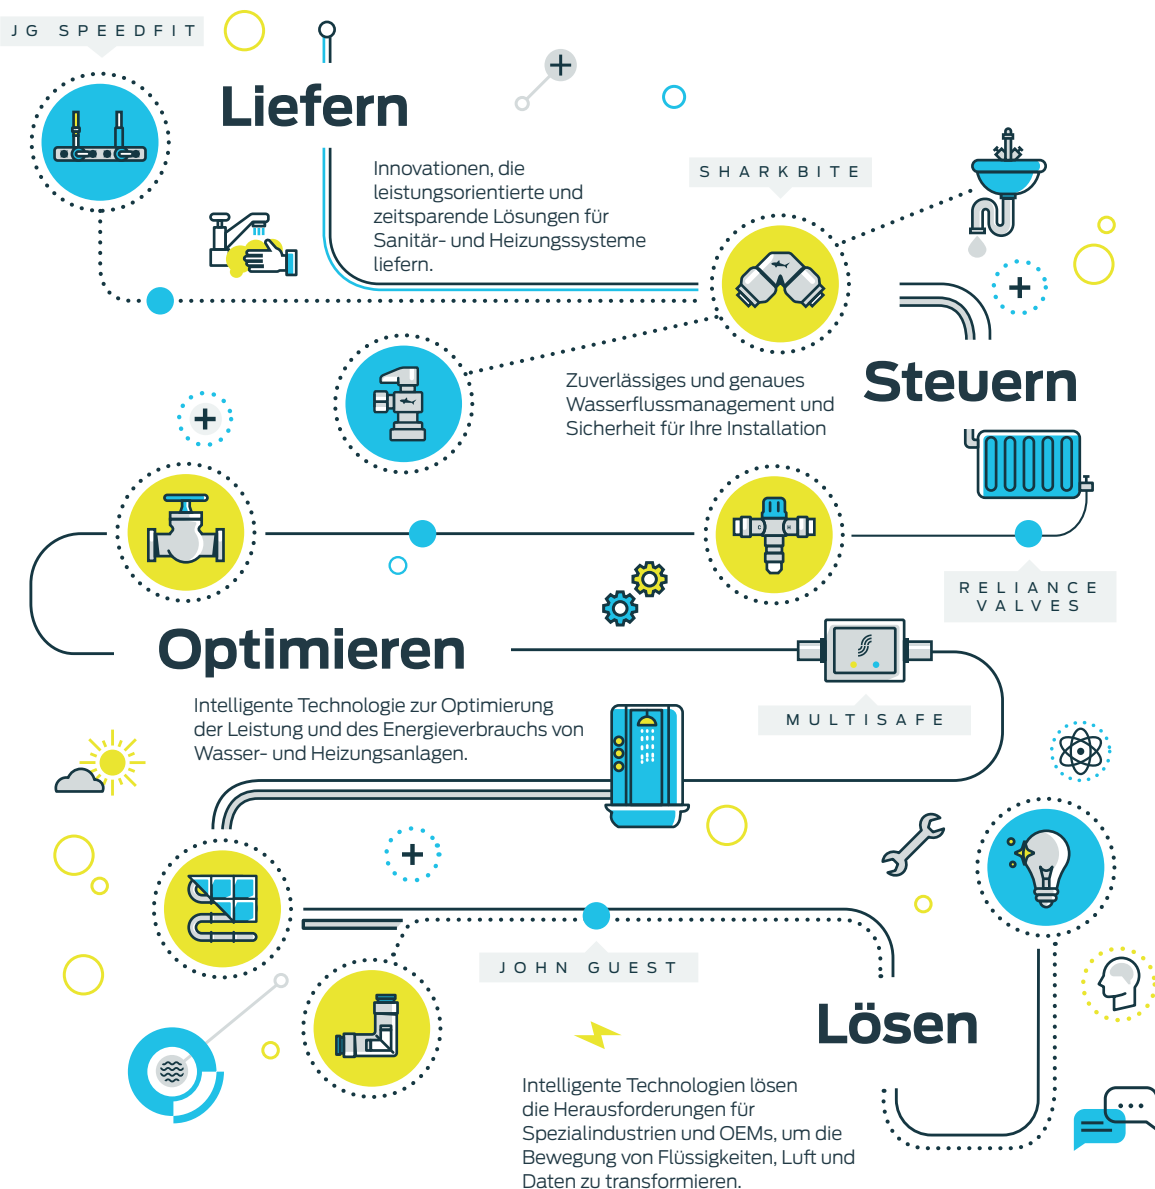 JG SPEEDFIT
Liefern
Innovationen, die
leistungsorientierte und
zeitsparende Lösungen für
Sanitär- und Heizungssysteme
liefern.
SHARKBITE
Steuern
Zuverlässiges und genaues
Wasserflussmanagement und
Sicherheit für Ihre Installation
C H
RELIANCE
VALVES
Optimieren
Intelligente Technologie zur Optimierung
der Leistung und des Energieverbrauchs von
Wasser- und Heizungsanlagen.
MULTISAFE
JOHN GUEST
Lösen
Intelligente Technologien lösen
die Herausforderungen für
Spezialindustrien und OEMs, um die
Bewegung von Flüssigkeiten, Luft und
Daten zu transformieren.